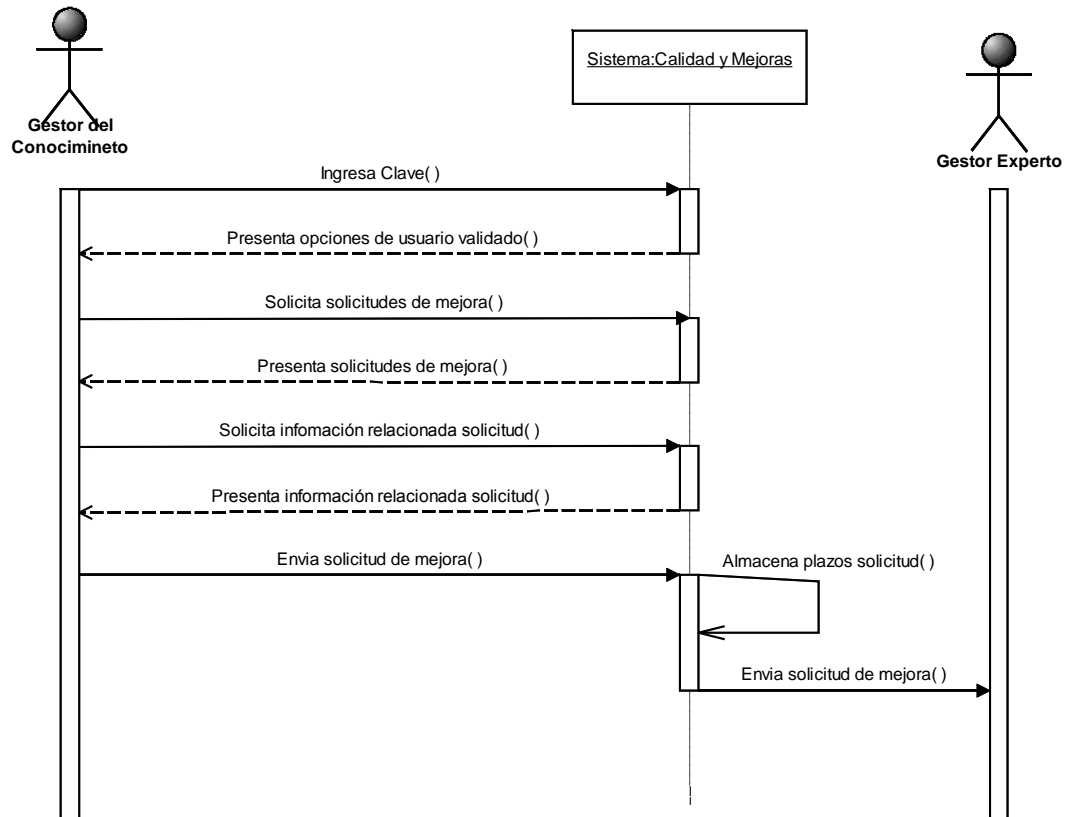 Sistema:Calidad y Mejoras
Gestor del
Conocimineto
Gestor Experto
Ingresa Clave( )
Presenta opciones de usuario validado( )
Solicita solicitudes de mejora( )
Presenta solicitudes de mejora( )
Solicita infomación relacionada solicitud( )
Presenta información relacionada solicitud( )
Envia solicitud de mejora( )
Almacena plazos solicitud( )
Envia solicitud de mejora( )